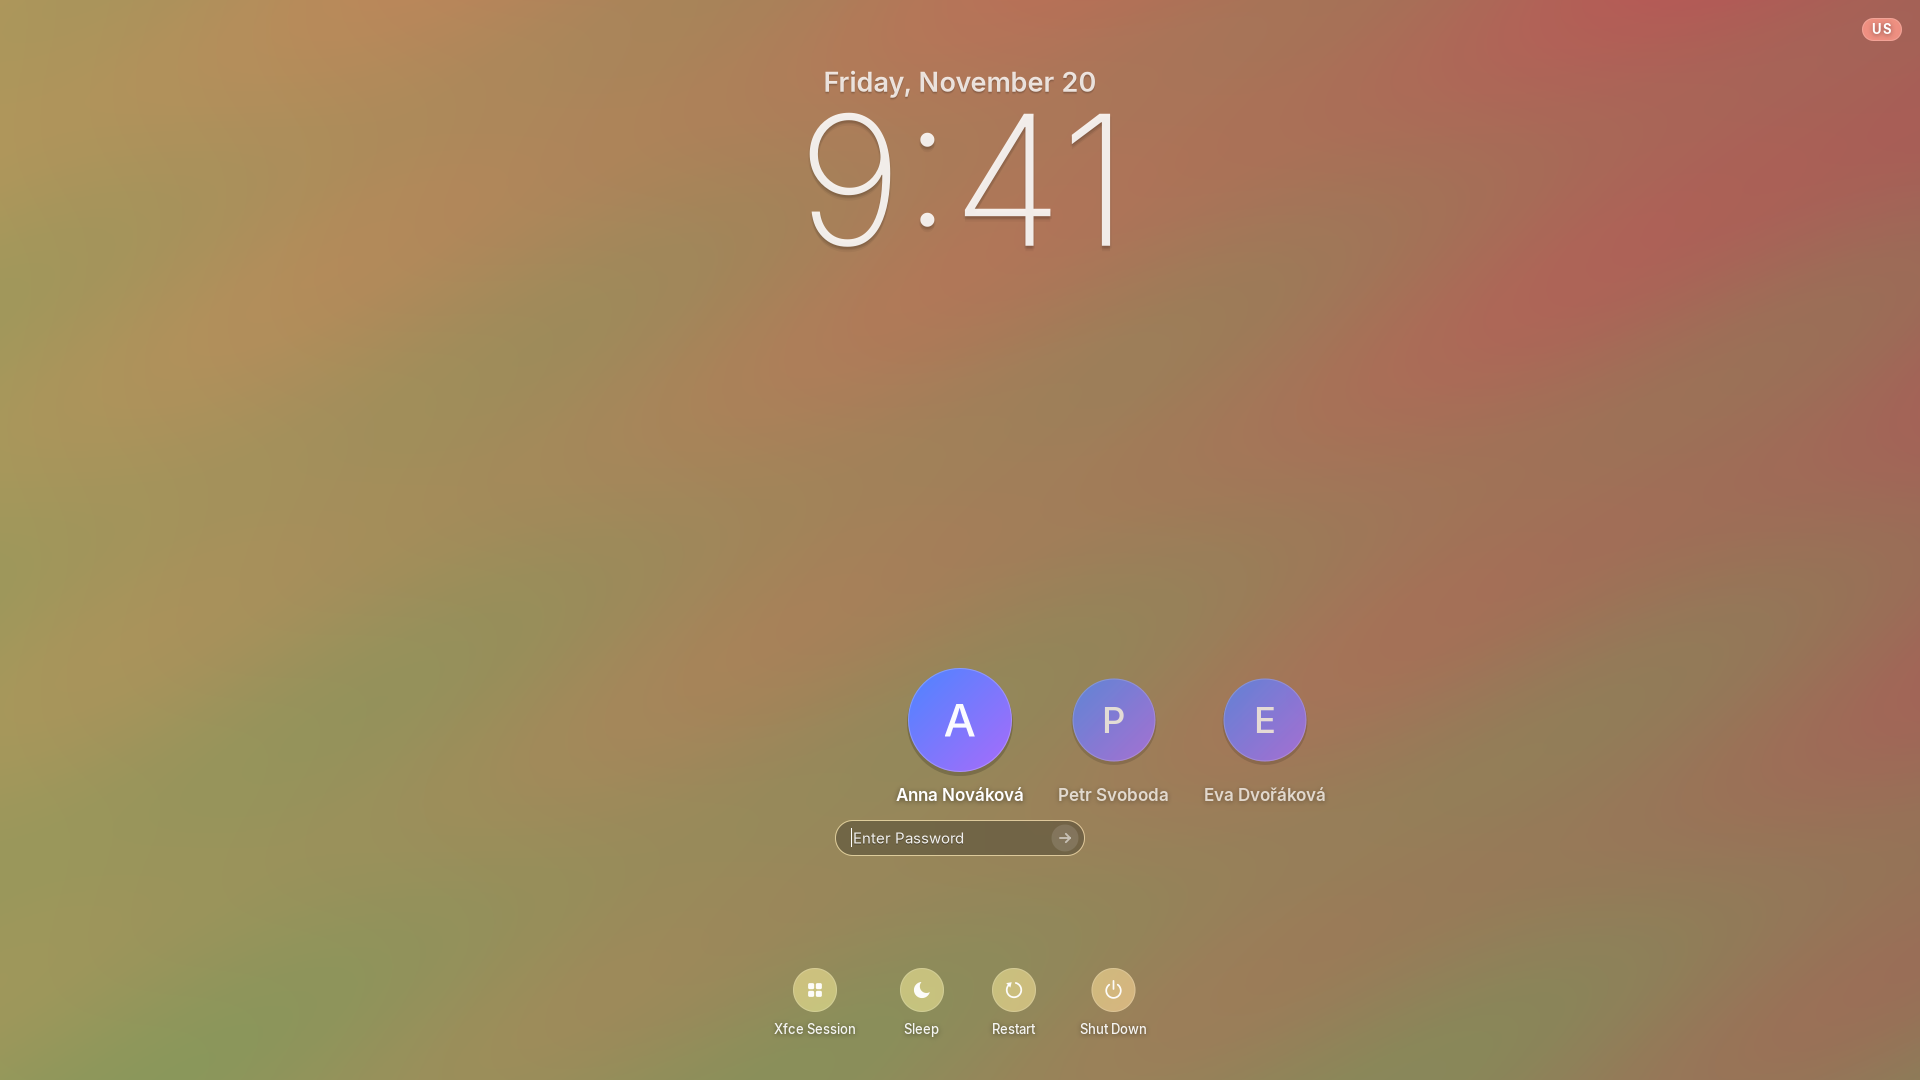 US
Friday, November 20
9:41
A
P
E
Anna Nováková
Petr Svoboda
Eva Dvořáková
Enter Password
Xfce Session
Sleep
Restart
Shut Down